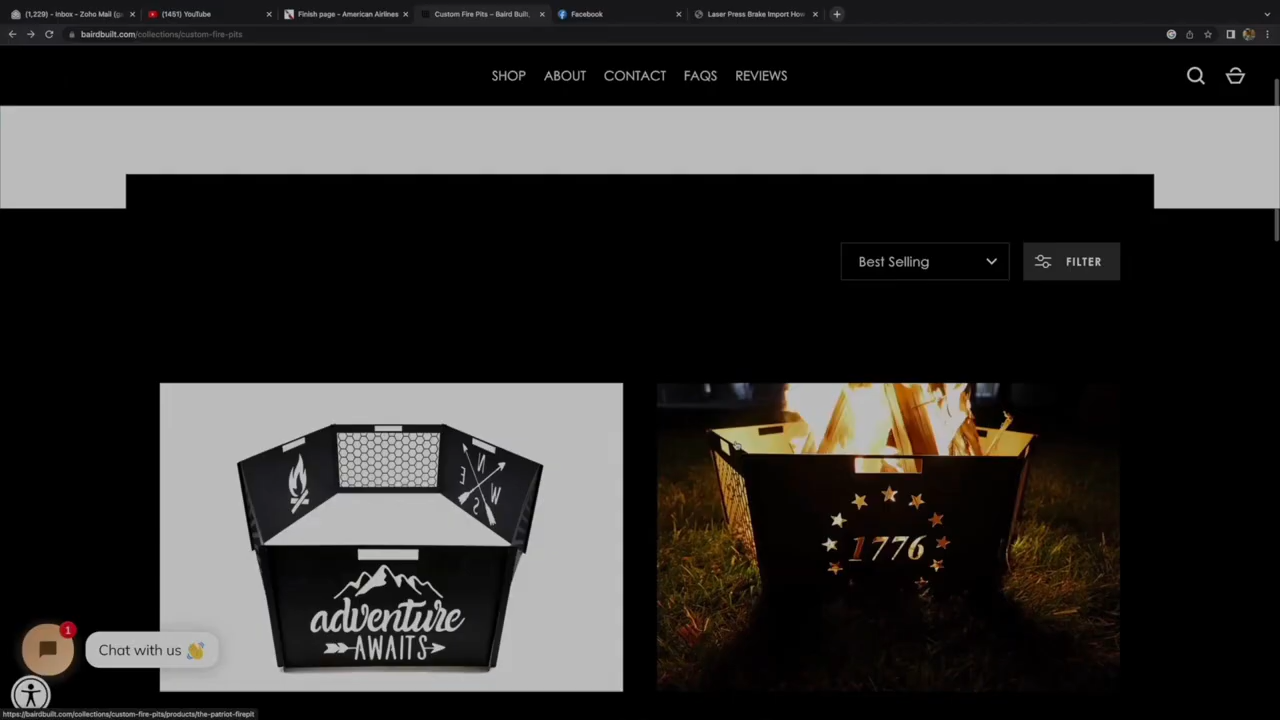 (1,229) - Inbox - Zoho Mail (ga
(1451) YouTube
Finish page - American Airlines
Custom Fire Pits – Baird Built,
Facebook
Laser Press Brake Import How
bairdbuilt.com/collections/custom-fire-pits
SHOP ABOUT CONTACT FAQS REVIEWS
Best Selling
FILTER
N
E
W
S
adventure
AWAITS
1776
1
Chat with us 👋
https://bairdbuilt.com/collections/custom-fire-pits/products/the-patriot-firepit